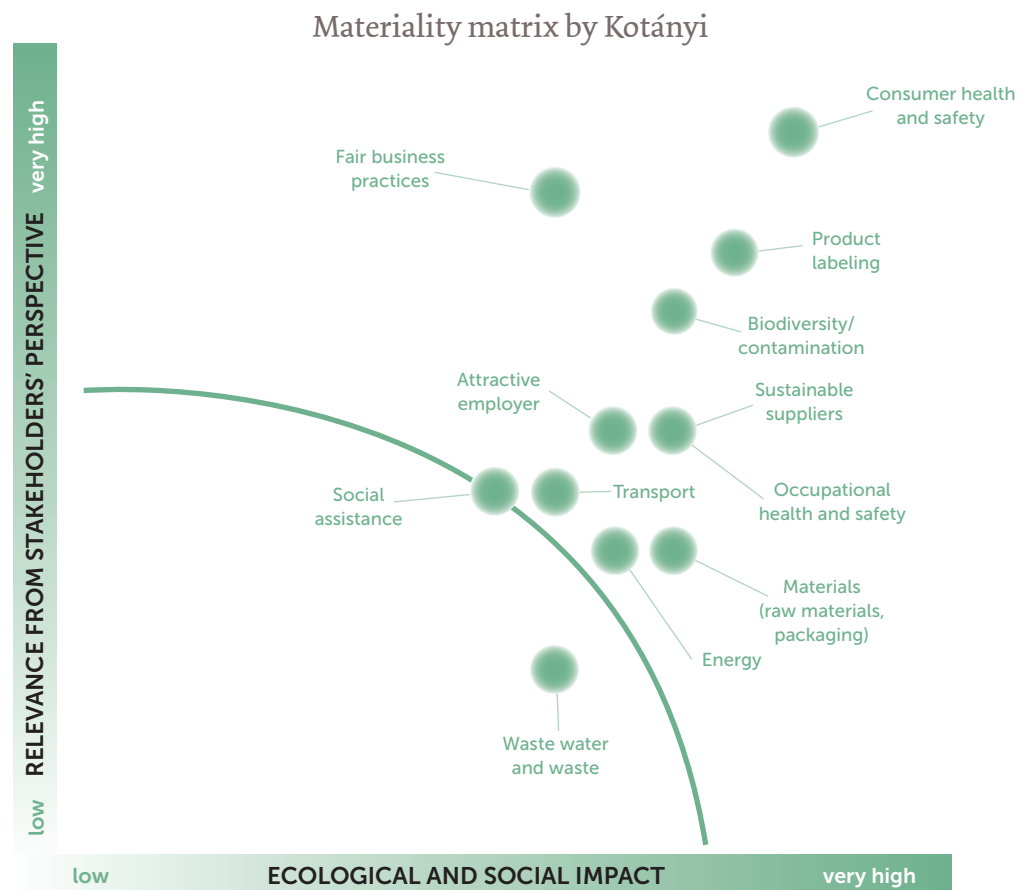 Materiality matrix by Kotányi
very high
RELEVANCE FROM STAKEHOLDERS' PERSPECTIVE
low
Consumer health
and safety
Fair business
practices
Product
labeling
Biodiversity/
contamination
Attractive
employer
Sustainable
suppliers
Social
assistance
Transport
Occupational
health and safety
Materials
(raw materials,
packaging)
Energy
Waste water
and waste
low
ECOLOGICAL AND SOCIAL IMPACT
very high